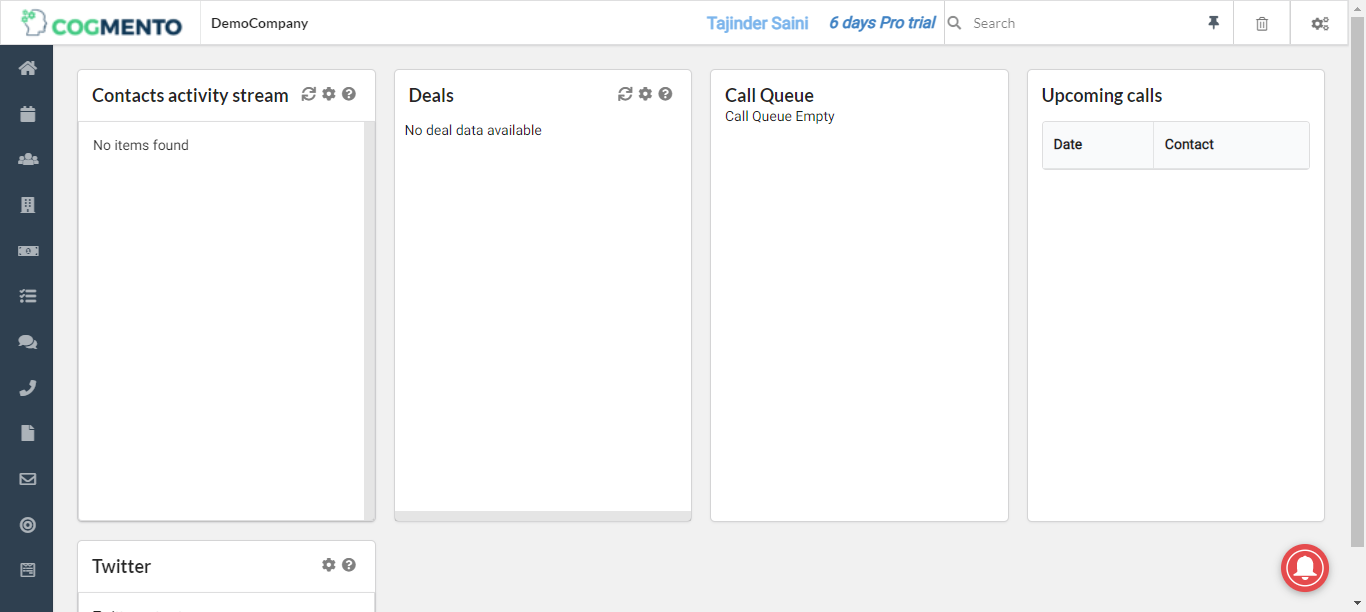 COGMENTO
DemoCompany
Tajinder Saini
6 days Pro trial
Search
Contacts activity stream
No items found
Deals
No deal data available
Call Queue
Call Queue Empty
Upcoming calls
Date
Contact
Twitter